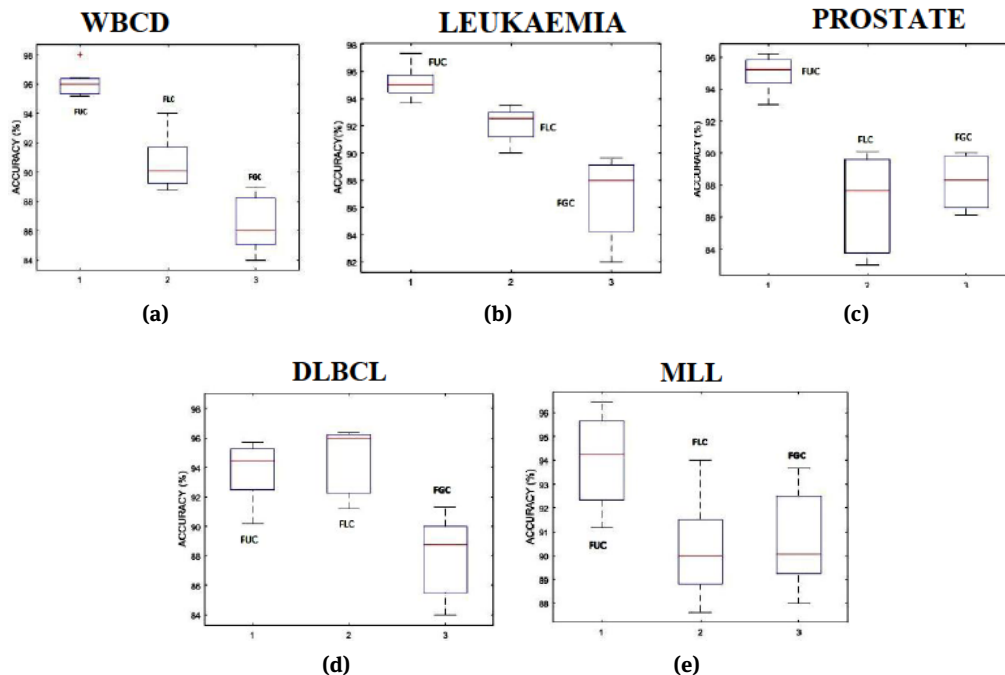 WBCD
LEUKAEMIA
PROSTATE
ACCURACY (%)
98
96
94
92
90
88
86
84
FUC
FLC
FGC
1
2
3
(a)
ACCURACY(%)
98
96
94
92
90
88
86
84
82
FUC
FLC
FGC
1
2
3
(b)
ACCURACY (%)
96
94
92
90
88
86
84
FUC
FLC
FGC
1
2
3
(c)
DLBCL
MLL
ACCURACY (%)
98
96
94
92
90
88
86
84
FUC
FLC
FGC
1
2
3
(d)
ACCURACY (%)
96
95
94
93
92
91
90
89
88
FUC
FLC
FGC
1
2
3
(e)